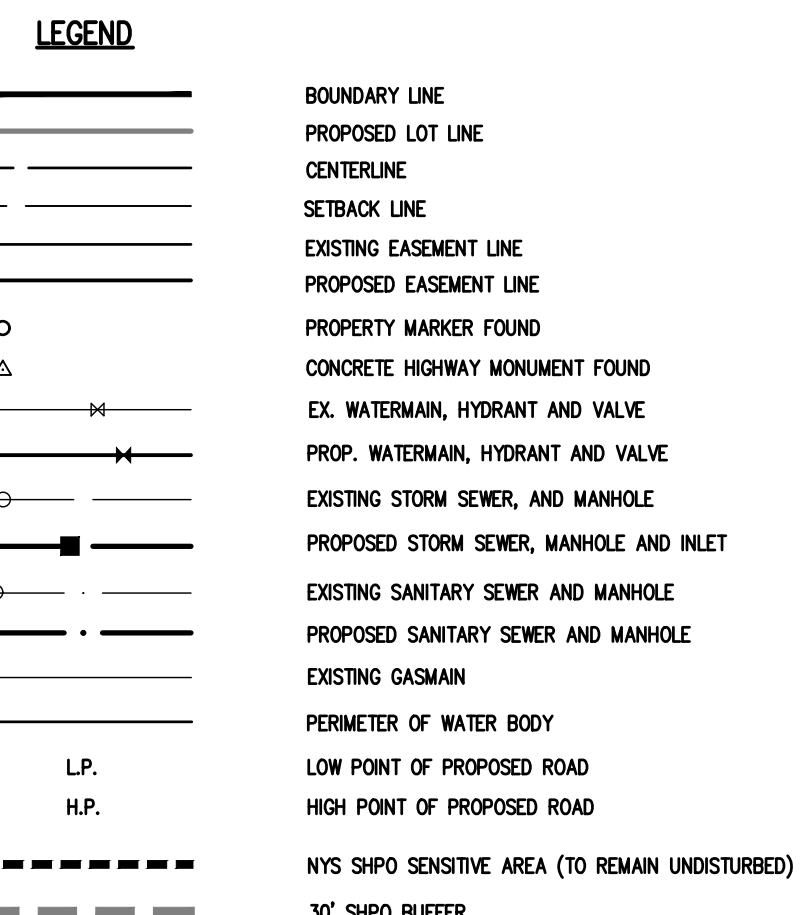 LEGEND
BOUNDARY LINE
PROPOSED LOT LINE
CENTERLINE
SETBACK LINE
EXISTING EASEMENT LINE
PROPOSED EASEMENT LINE
PROPERTY MARKER FOUND
CONCRETE HIGHWAY MONUMENT FOUND
EX. WATERMAIN, HYDRANT AND VALVE
PROP. WATERMAIN, HYDRANT AND VALVE
EXISTING STORM SEWER, AND MANHOLE
PROPOSED STORM SEWER, MANHOLE AND INLET
EXISTING SANITARY SEWER AND MANHOLE
PROPOSED SANITARY SEWER AND MANHOLE
EXISTING GASMAIN
PERIMETER OF WATER BODY
L.P. LOW POINT OF PROPOSED ROAD
H.P. HIGH POINT OF PROPOSED ROAD
NYS SHPO SENSITIVE AREA (TO REMAIN UNDISTURBED)
30' SHPO BUFFER